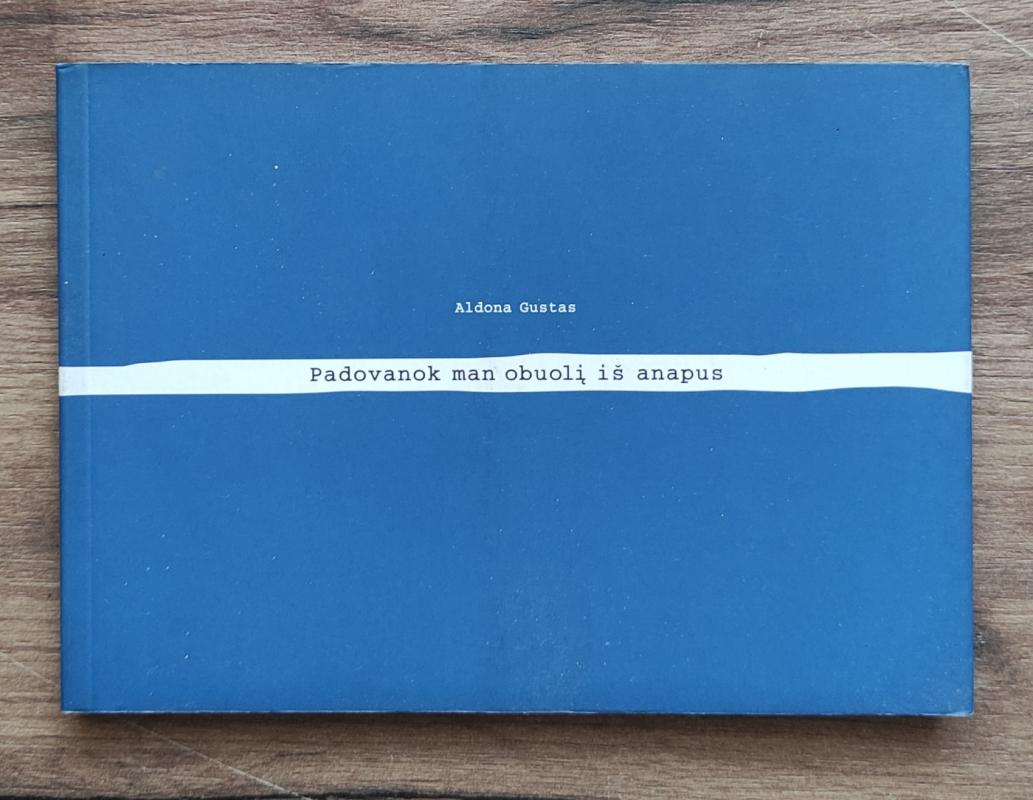 Aldona Gustas
Padovanok man obuolį iš anapus